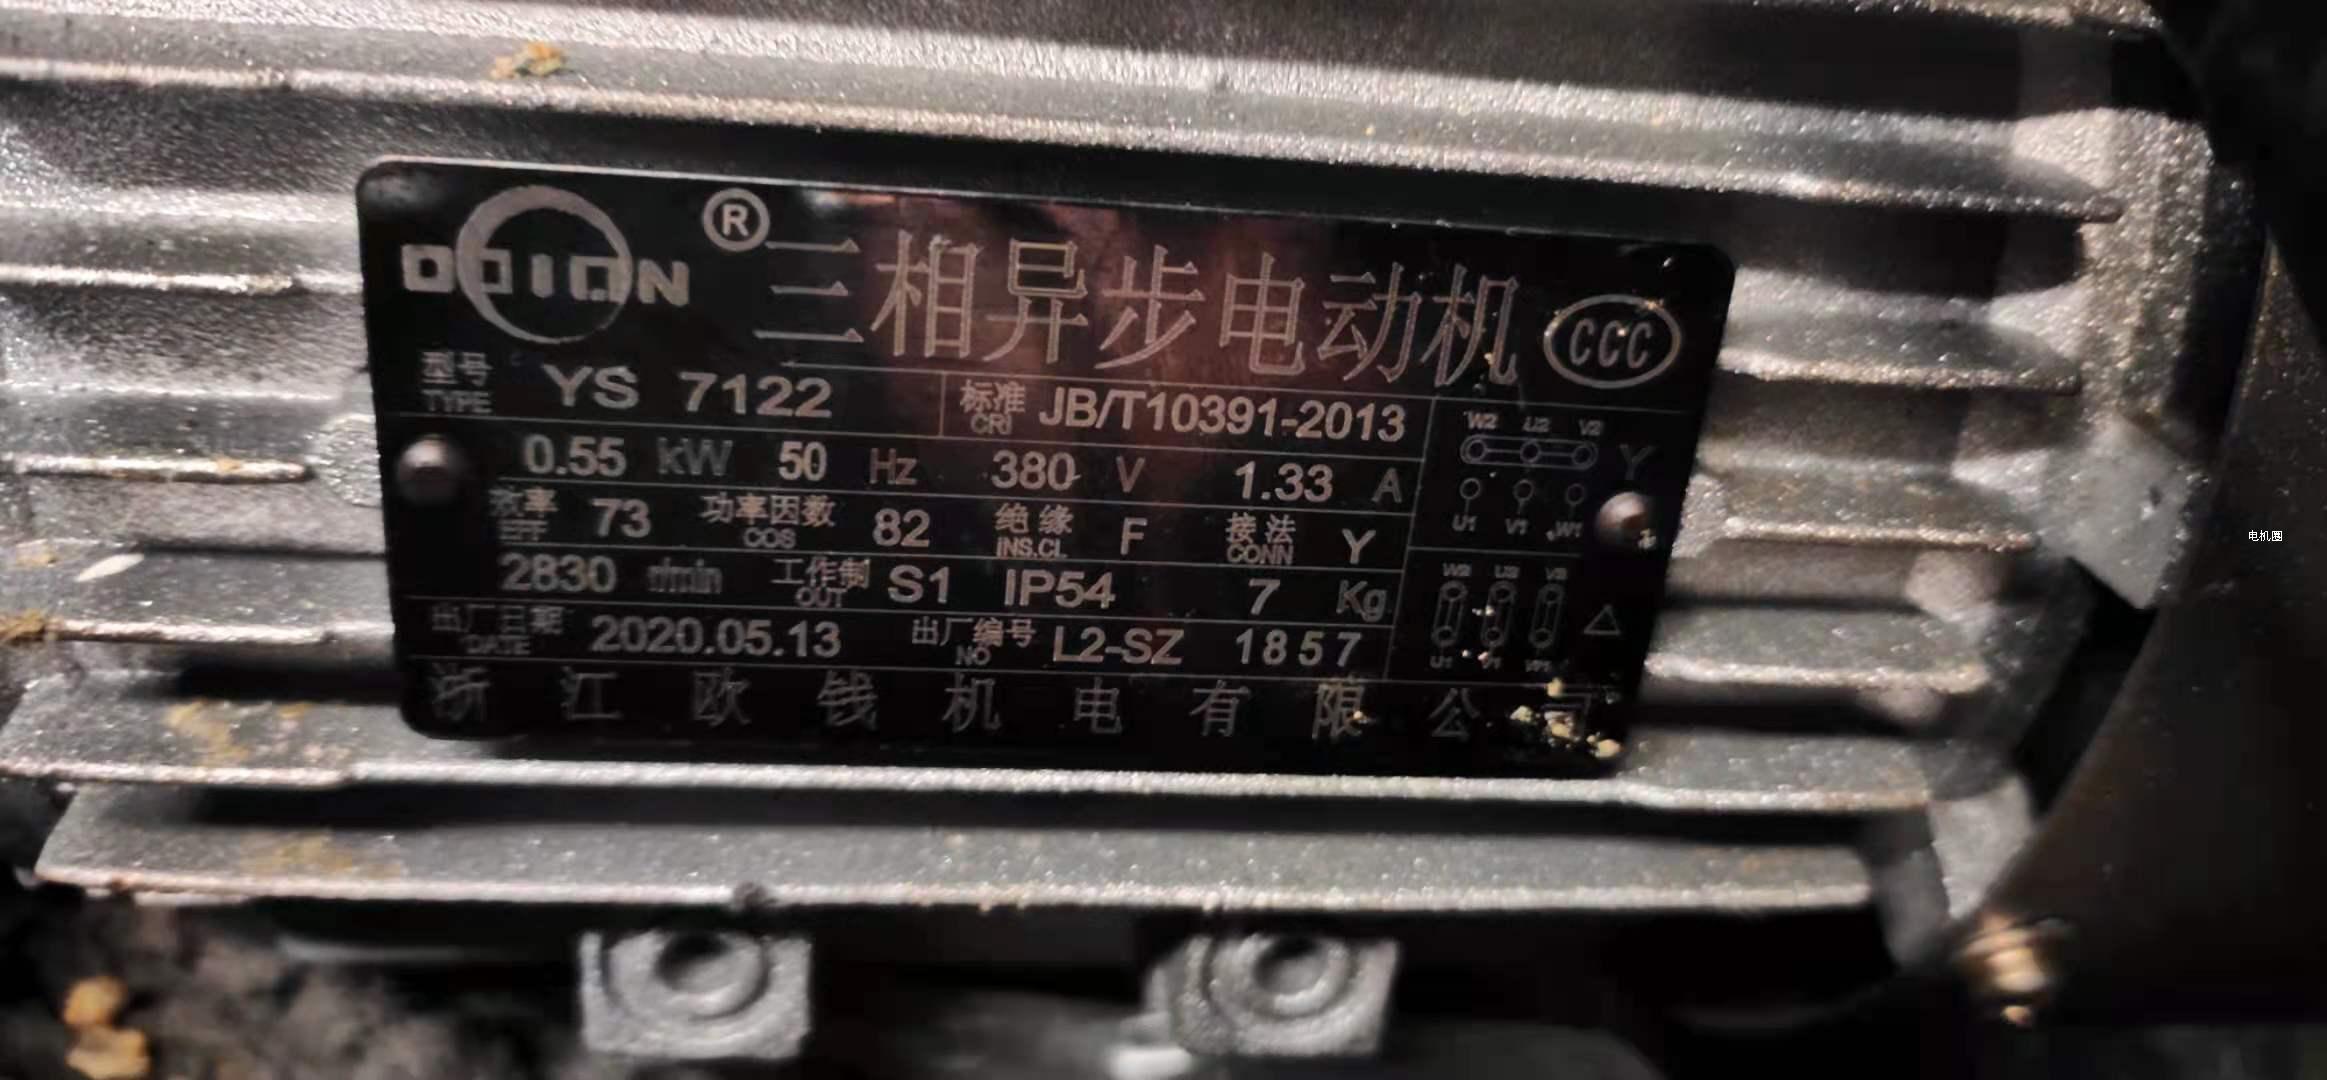 OQIQN ® 三相异步电动机 CCC
型号 TYPE YS 7122 标准 CRI JB/T10391-2013
0.55 kW 50 Hz 380 V 1.33 A
效率 EFF 73 功率因数 COS 82 绝缘 INS.CL F 接法 CONN Y
2830 r/min 工作制 OUT S1 IP54 7 Kg
出厂日期 DATE 2020.05.13 出厂编号 NO L2-SZ 1857
浙江欧钱机电有限公司
W2 U2 V2 Y
U1 V1 W1
W2 U2 V2 △
U1 V1 W1
电机圈